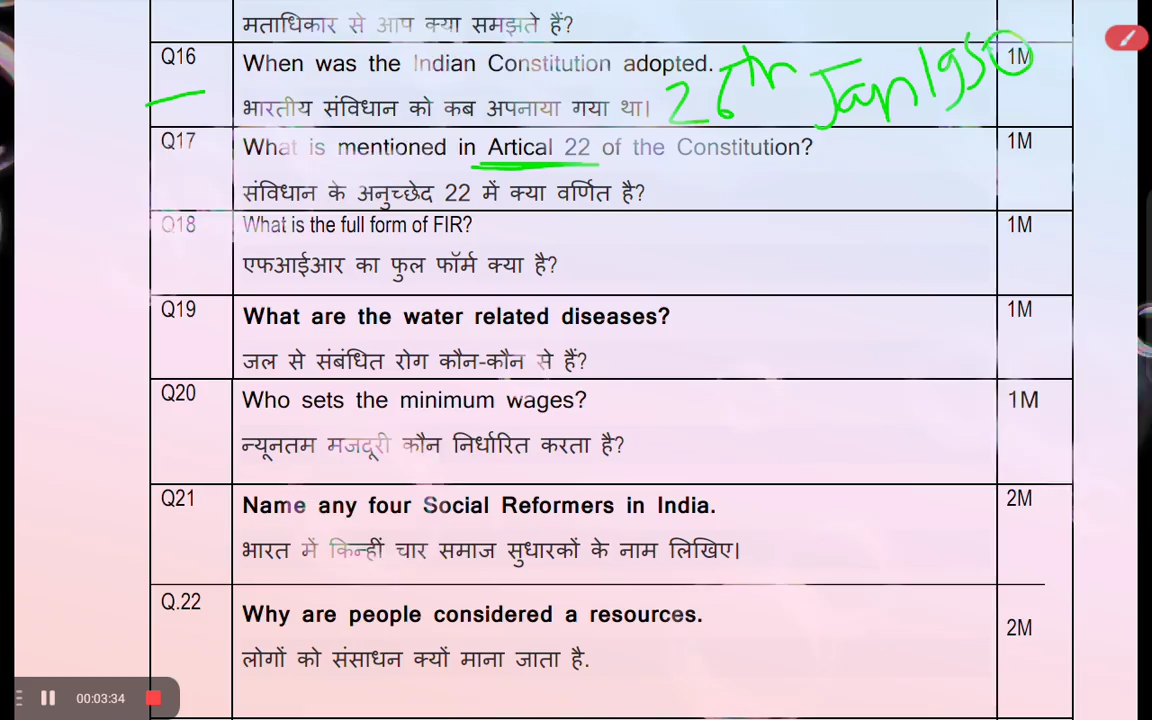 मताधिकार से आप क्या समझते हैं?
Q16 When was the Indian Constitution adopted. 1M
26th Jan 1950
भारतीय संविधान को कब अपनाया गया था।
Q17 What is mentioned in Artical 22 of the Constitution? 1M
संविधान के अनुच्छेद 22 में क्या वर्णित है?
Q18 What is the full form of FIR? 1M
एफआईआर का फुल फॉर्म क्या है?
Q19 What are the water related diseases? 1M
जल से संबंधित रोग कौन-कौन से हैं?
Q20 Who sets the minimum wages? 1M
न्यूनतम मजदूरी कौन निर्धारित करता है?
Q21 Name any four Social Reformers in India. 2M
भारत में किन्हीं चार समाज सुधारकों के नाम लिखिए।
Q.22 Why are people considered a resources. 2M
लोगों को संसाधन क्यों माना जाता है.
00:03:34